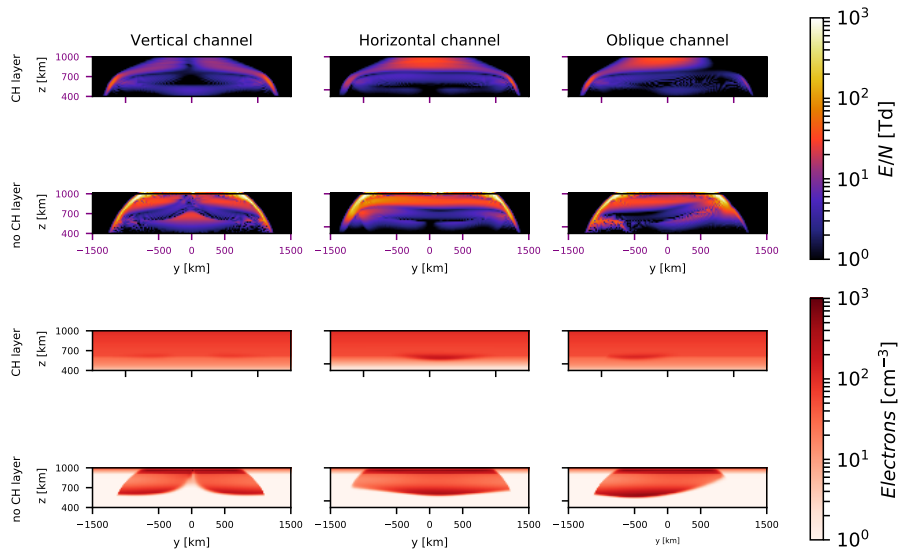 Vertical channel Horizontal channel Oblique channel
CH layer
z [km]
1000
700
400
10³
10²
10¹
10⁰
E/N [Td]
no CH layer
z [km]
1000
700
400
−1500 −500 0 500 1500
y [km]
−1500 −500 0 500 1500
y [km]
−1500 −500 0 500 1500
y [km]
CH layer
z [km]
1000
700
400
10³
10²
10¹
10⁰
Electrons [cm⁻³]
no CH layer
z [km]
1000
700
400
−1500 −500 0 500 1500
y [km]
−1500 −500 0 500 1500
y [km]
−1500 −500 0 500 1500
y [km]